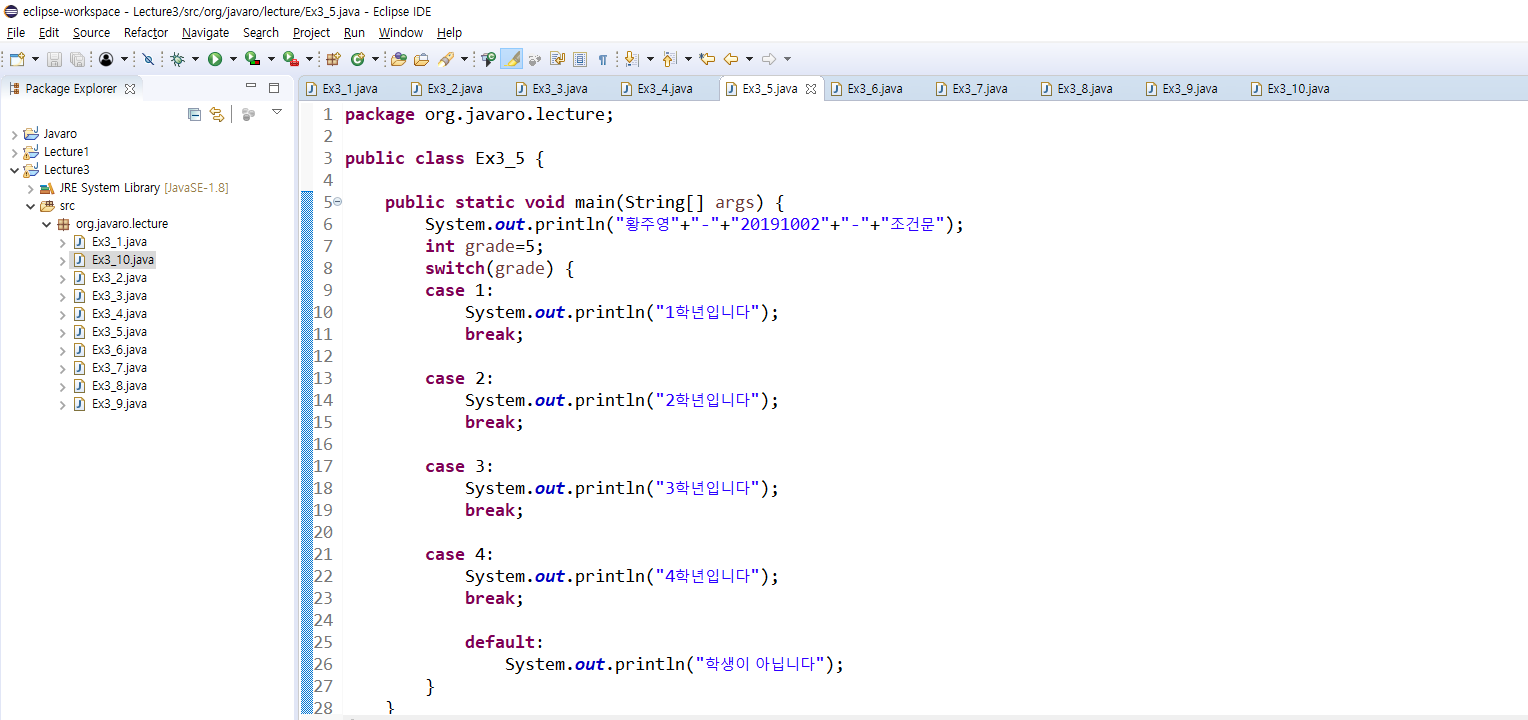 eclipse-workspace - Lecture3/src/org/javaro/lecture/Ex3_5.java - Eclipse IDE
File Edit Source Refactor Navigate Search Project Run Window Help
Package Explorer
Javaro
Lecture1
Lecture3
JRE System Library [JavaSE-1.8]
src
org.javaro.lecture
Ex3_1.java
Ex3_10.java
Ex3_2.java
Ex3_3.java
Ex3_4.java
Ex3_5.java
Ex3_6.java
Ex3_7.java
Ex3_8.java
Ex3_9.java
Ex3_1.java Ex3_2.java Ex3_3.java Ex3_4.java Ex3_5.java Ex3_6.java Ex3_7.java Ex3_8.java Ex3_9.java Ex3_10.java
1 package org.javaro.lecture;
2
3 public class Ex3_5 {
4
5 public static void main(String[] args) {
6 System.out.println("황주영"+"-"+"20191002"+"-"+"조건문");
7 int grade=5;
8 switch(grade) {
9 case 1:
10 System.out.println("1학년입니다");
11 break;
12
13 case 2:
14 System.out.println("2학년입니다");
15 break;
16
17 case 3:
18 System.out.println("3학년입니다");
19 break;
20
21 case 4:
22 System.out.println("4학년입니다");
23 break;
24
25 default:
26 System.out.println("학생이 아닙니다");
27 }
28 }